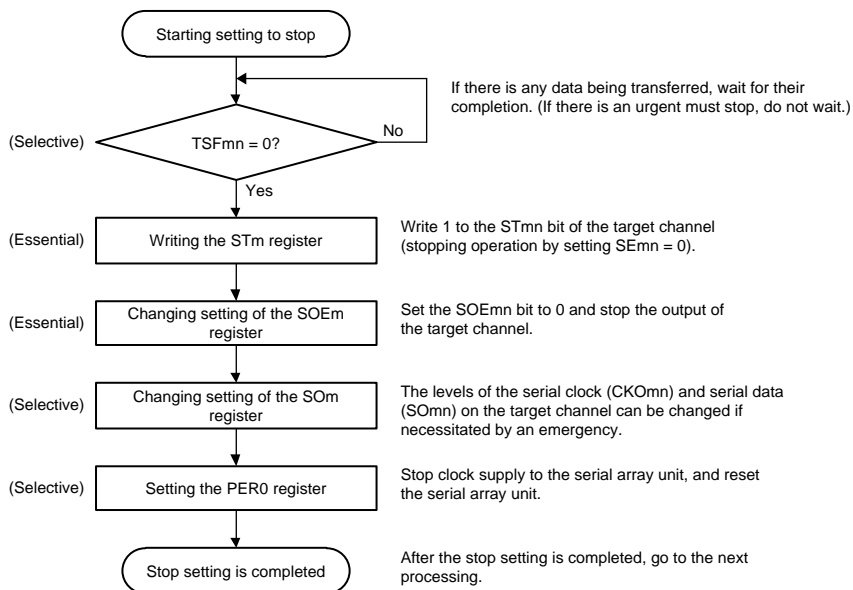 Starting setting to stop
If there is any data being transferred, wait for their
completion. (If there is an urgent must stop, do not wait.)
(Selective)
TSFmn = 0?
No
Yes
(Essential)
Writing the STm register
Write 1 to the STmn bit of the target channel
(stopping operation by setting SEmn = 0).
(Essential)
Changing setting of the SOEm
register
Set the SOEmn bit to 0 and stop the output of
the target channel.
(Selective)
Changing setting of the SOm
register
The levels of the serial clock (CKOmn) and serial data
(SOmn) on the target channel can be changed if
necessitated by an emergency.
(Selective)
Setting the PER0 register
Stop clock supply to the serial array unit, and reset
the serial array unit.
Stop setting is completed
After the stop setting is completed, go to the next
processing.